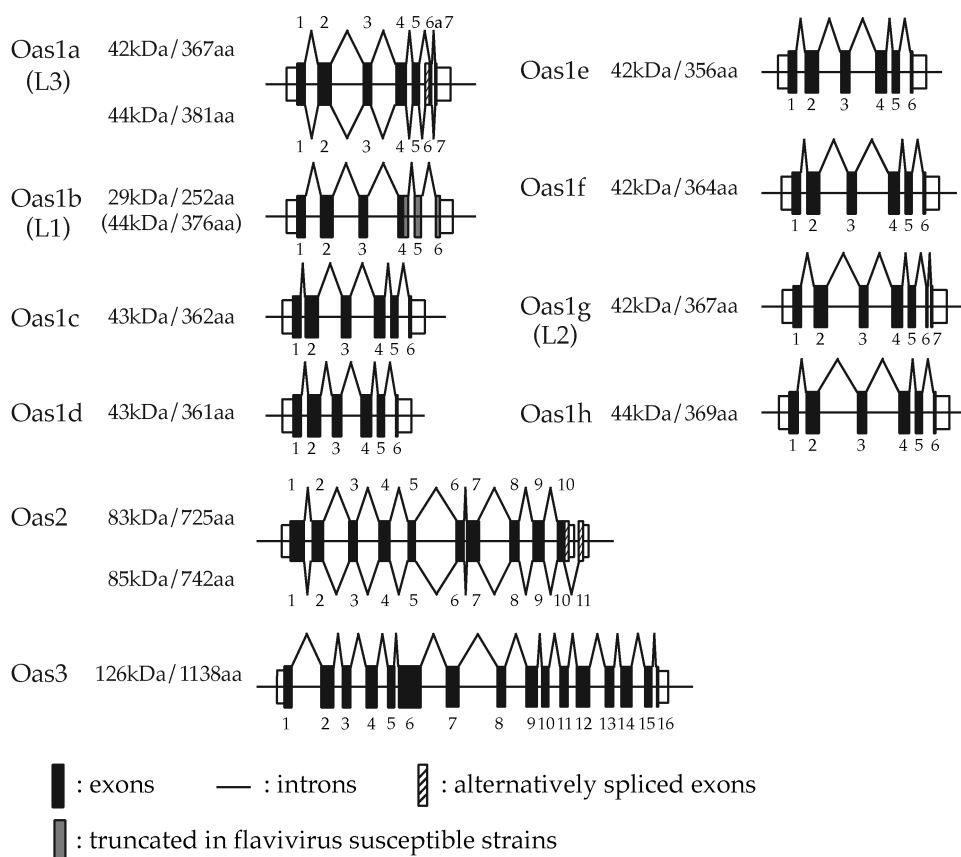 1 2 3 4 5 6a 7
Oas1a 42kDa/367aa
(L3)
44kDa/381aa
1 2 3 4 5 6 7
Oas1b 29kDa/252aa
(L1) (44kDa/376aa)
1 2 3 4 5 6
Oas1c 43kDa/362aa
1 2 3 4 5 6
Oas1d 43kDa/361aa
1 2 3 4 5 6
Oas1e 42kDa/356aa
1 2 3 4 5 6
Oas1f 42kDa/364aa
1 2 3 4 5 6
Oas1g 42kDa/367aa
(L2)
1 2 3 4 5 6 7
Oas1h 44kDa/369aa
1 2 3 4 5 6
1 2 3 4 5 6 7 8 9 10
Oas2 83kDa/725aa
85kDa/742aa
1 2 3 4 5 6 7 8 9 10 11
Oas3 126kDa/1138aa
1 2 3 4 5 6 7 8 9 10 11 12 13 14 15 16
: exons : introns : alternatively spliced exons
: truncated in flavivirus susceptible strains